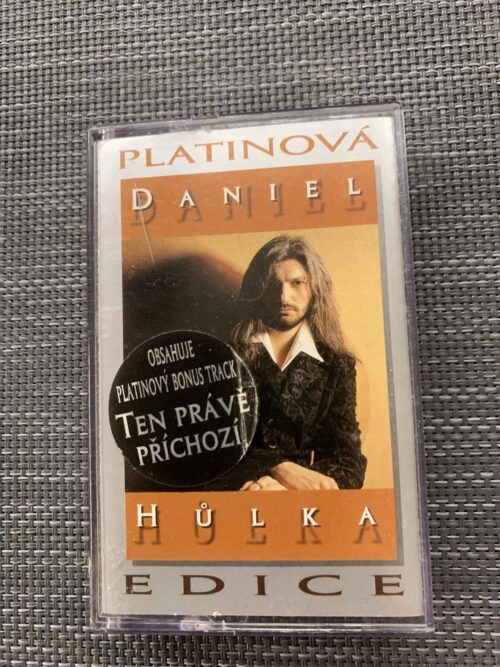 PLATINOVÁ
DANIEL
OBSAHUJE
PLATINOVÝ BONUS TRACK
TEN PRÁVĚ
PŘÍCHOZÍ
HŮLKA
EDICE